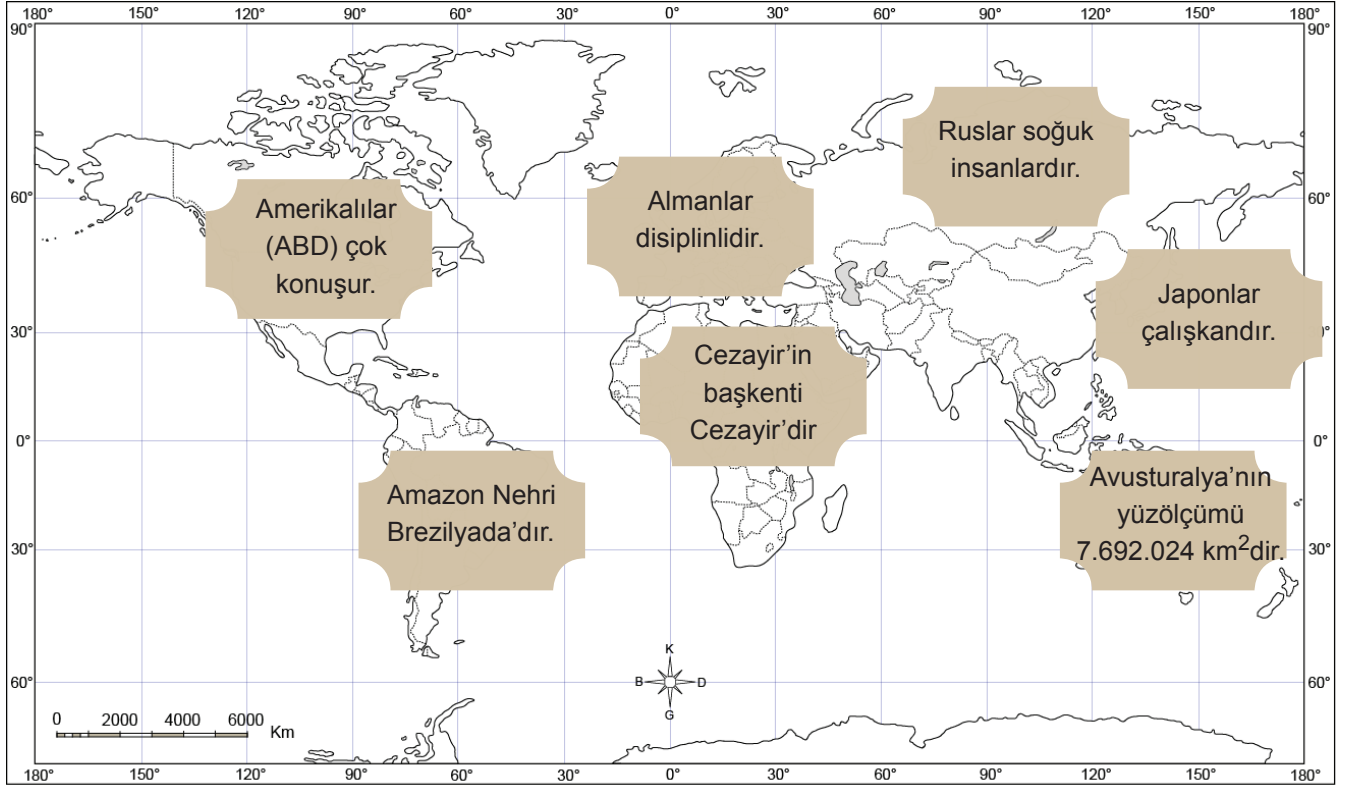 180° 150° 120° 90° 60° 30° 0° 30° 60° 90° 120° 150° 180°
90° 90°
Ruslar soğuk
insanlardır.
60° 60°
Almanlar
disiplinlidir.
Amerikalılar
(ABD) çok
konuşur.
Japonlar
çalışkandır.
30°
Cezayir’in
başkenti
Cezayir’dir
0° 0°
Amazon Nehri
Brezilyada’dır.
Avusturalya’nın
yüzölçümü
7.692.024 km²dir.
30° 30°
K
B D
G
60° 60°
0 2000 4000 6000
Km
180° 150° 120° 90° 60° 30° 0° 30° 60° 90° 120° 150° 180°